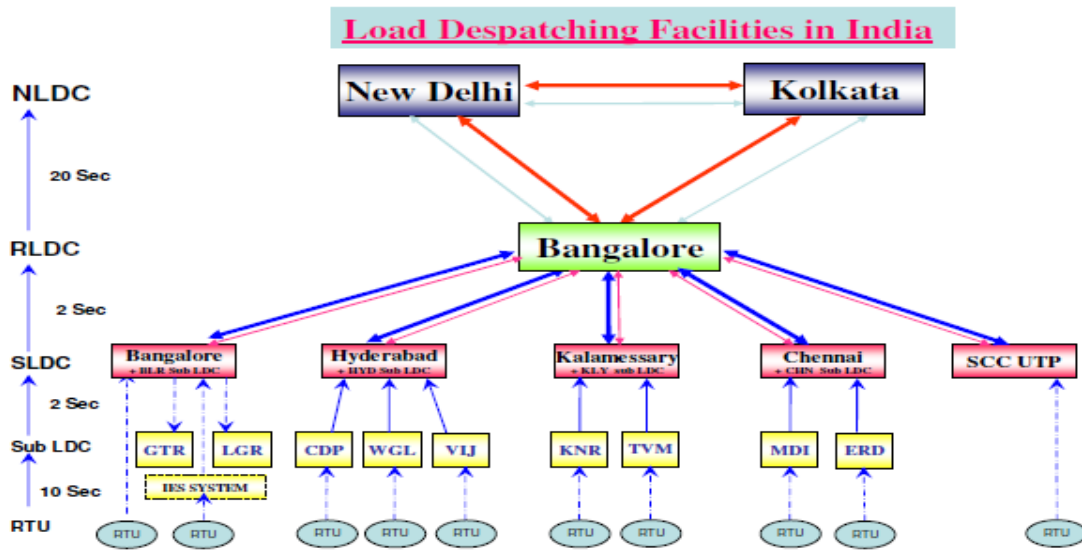 Load Despatching Facilities in India
NLDC
New Delhi
Kolkata
20 Sec
RLDC
Bangalore
2 Sec
SLDC
Bangalore
+ BLR Sub LDC
Hyderabad
+ HYD Sub LDC
Kalamessary
+ KLY sub LDC
Chennai
+ CHN Sub LDC
SCC UTP
2 Sec
Sub LDC
GTR
LGR
CDP
WGL
VIJ
KNR
TVM
MDI
ERD
10 Sec
IES SYSTEM
RTU
RTU
RTU
RTU
RTU
RTU
RTU
RTU
RTU
RTU
RTU